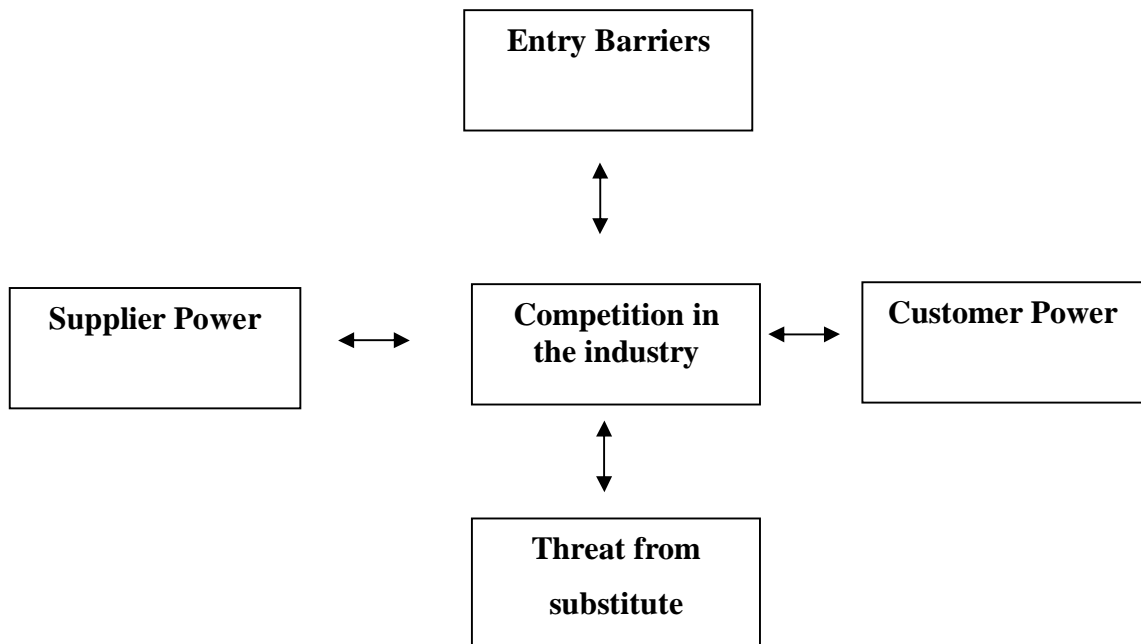 Entry Barriers
Supplier Power
Competition in
the industry
Customer Power
Threat from
substitute